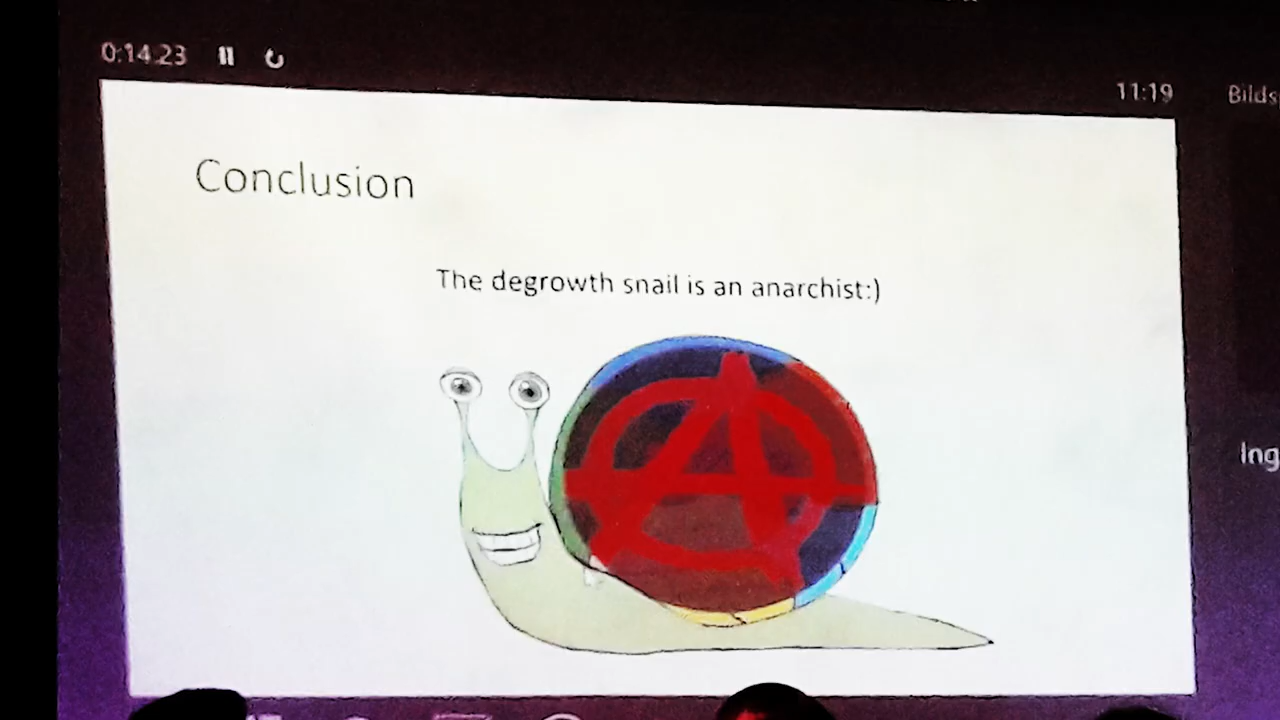 0:14.23
11:19
Bilds
Conclusion
The degrowth snail is an anarchist:)
A
Ing